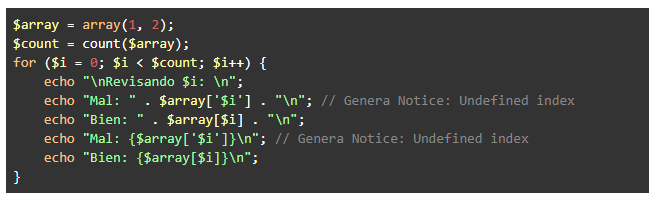 $array = array(1, 2);
$count = count($array);
for ($i = 0; $i < $count; $i++) {
    echo "\nRevisando $i: \n";
    echo "Mal: " . $array['$i'] . "\n"; // Genera Notice: Undefined index
    echo "Bien: " . $array[$i] . "\n";
    echo "Mal: {$array['$i']}\n"; // Genera Notice: Undefined index
    echo "Bien: {$array[$i]}\n";
}